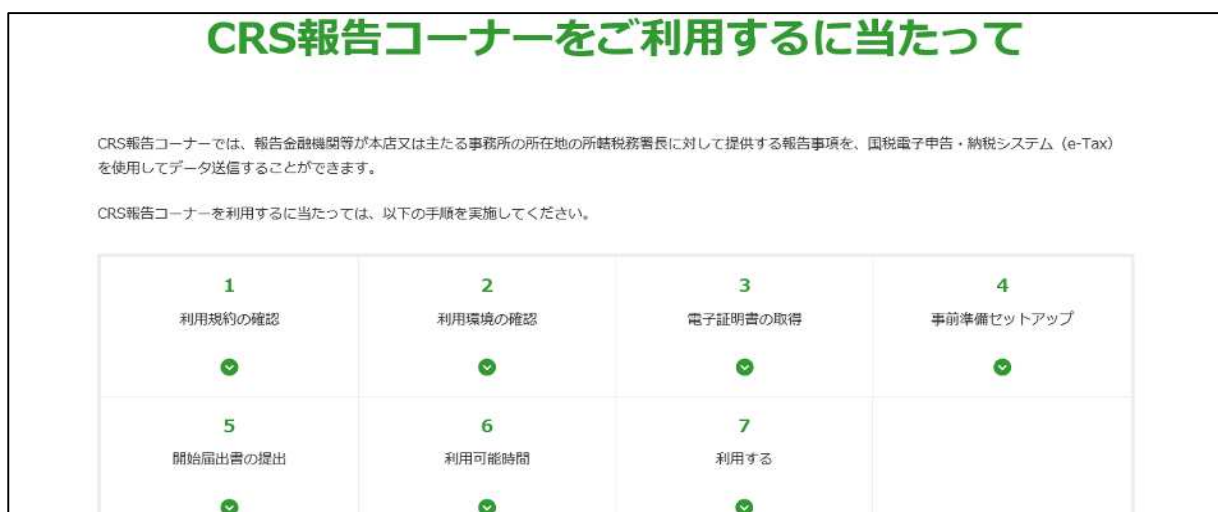 CRS報告コーナーをご利用するに当たって
CRS報告コーナーでは、報告金融機関等が本店又は主たる事務所の所在地の所轄税務署長に対して提供する報告事項を、国税電子申告・納税システム（e-Tax）
を使用してデータ送信することができます。
CRS報告コーナーを利用するに当たっては、以下の手順を実施してください。
1
利用規約の確認
2
利用環境の確認
3
電子証明書の取得
4
事前準備セットアップ
5
開始届出書の提出
6
利用可能時間
7
利用する